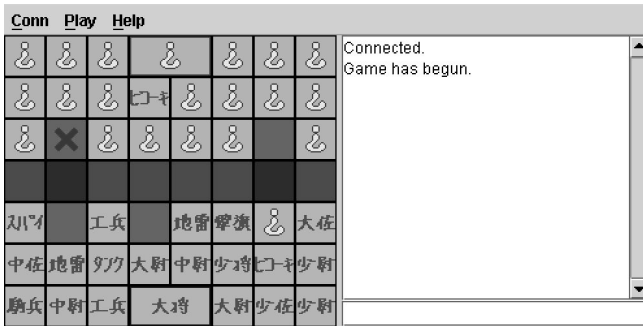 Conn Play Help
Connected.
Game has begun.
ヒコーキ
スパイ 工兵 地雷 軍旗 大佐
中佐 地雷 タンク 大尉 中尉 少将 ヒコーキ 少尉
騎兵 中尉 工兵 大将 大尉 少佐 少尉